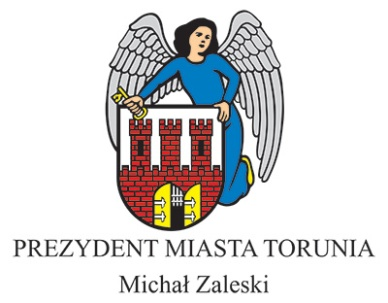 PREZYDENT MIASTA TORUNIA
Michał Zaleski